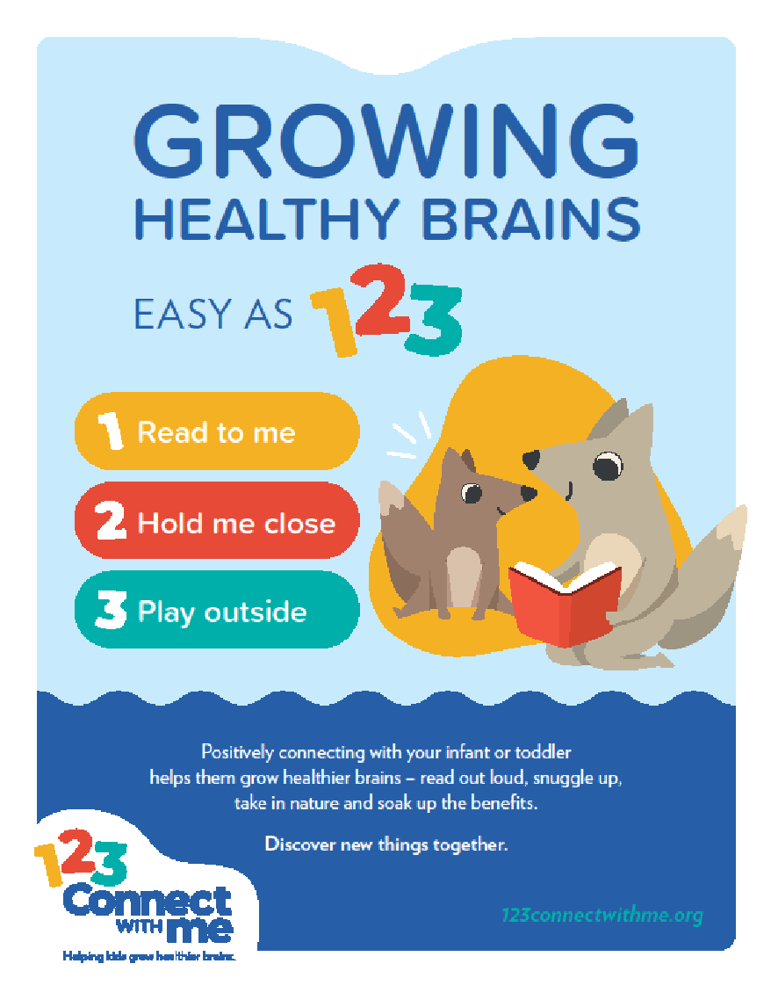 GROWING
HEALTHY BRAINS
EASY AS 123
1 Read to me
2 Hold me close
3 Play outside
Positively connecting with your infant or toddler
helps them grow healthier brains – read out loud, snuggle up,
take in nature and soak up the benefits.
Discover new things together.
123
Connect
WITH me
Helping kids grow healthier brains.
123connectwithme.org